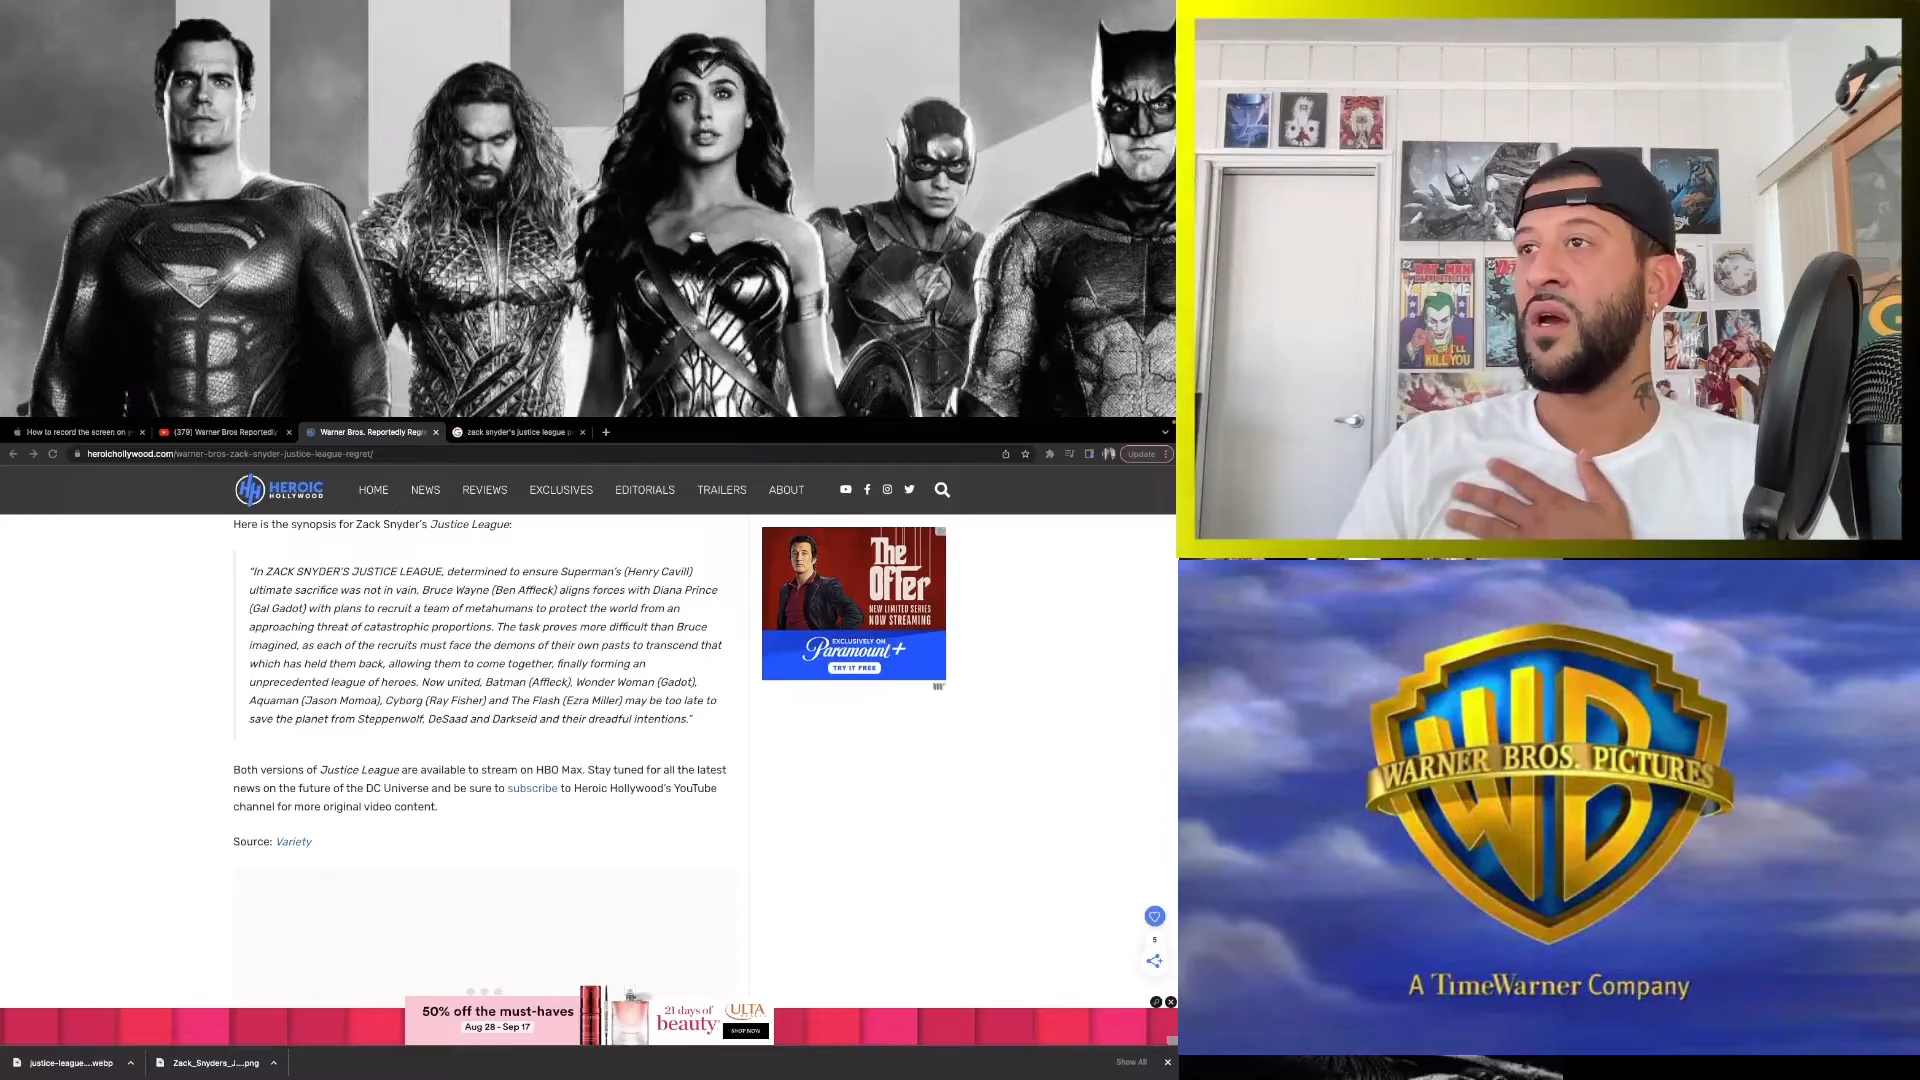 How to record the screen on y
(379) Warner Bros Reportedly
Warner Bros. Reportedly Regr
zack snyder's justice league p
heroichollywood.com/warner-bros-zack-snyder-justice-league-regret/
Update
HEROIC
HOLLYWOOD
HOME
NEWS
REVIEWS
EXCLUSIVES
EDITORIALS
TRAILERS
ABOUT
Here is the synopsis for Zack Snyder's Justice League:
“In ZACK SNYDER'S JUSTICE LEAGUE, determined to ensure Superman's (Henry Cavill)
ultimate sacrifice was not in vain, Bruce Wayne (Ben Affleck) aligns forces with Diana Prince
(Gal Gadot) with plans to recruit a team of metahumans to protect the world from an
approaching threat of catastrophic proportions. The task proves more difficult than Bruce
imagined, as each of the recruits must face the demons of their own pasts to transcend that
which has held them back, allowing them to come together, finally forming an
unprecedented league of heroes. Now united, Batman (Affleck), Wonder Woman (Gadot),
Aquaman (Jason Momoa), Cyborg (Ray Fisher) and The Flash (Ezra Miller) may be too late to
save the planet from Steppenwolf, DeSaad and Darkseid and their dreadful intentions.”
Both versions of Justice League are available to stream on HBO Max. Stay tuned for all the latest
news on the future of the DC Universe and be sure to subscribe to Heroic Hollywood's YouTube
channel for more original video content.
Source: Variety
The
Offer
NEW LIMITED SERIES
NOW STREAMING
EXCLUSIVELY ON
Paramount+
TRY IT FREE
5
50% off the must-haves
Aug 28 - Sep 17
21 days of
beauty
ULTA
SHOP NOW
justice-league....webp
Zack_Snyders_J....png
Show All
BATMAN
KILL YOU
WB
WARNER BROS. PICTURES
A TimeWarner Company